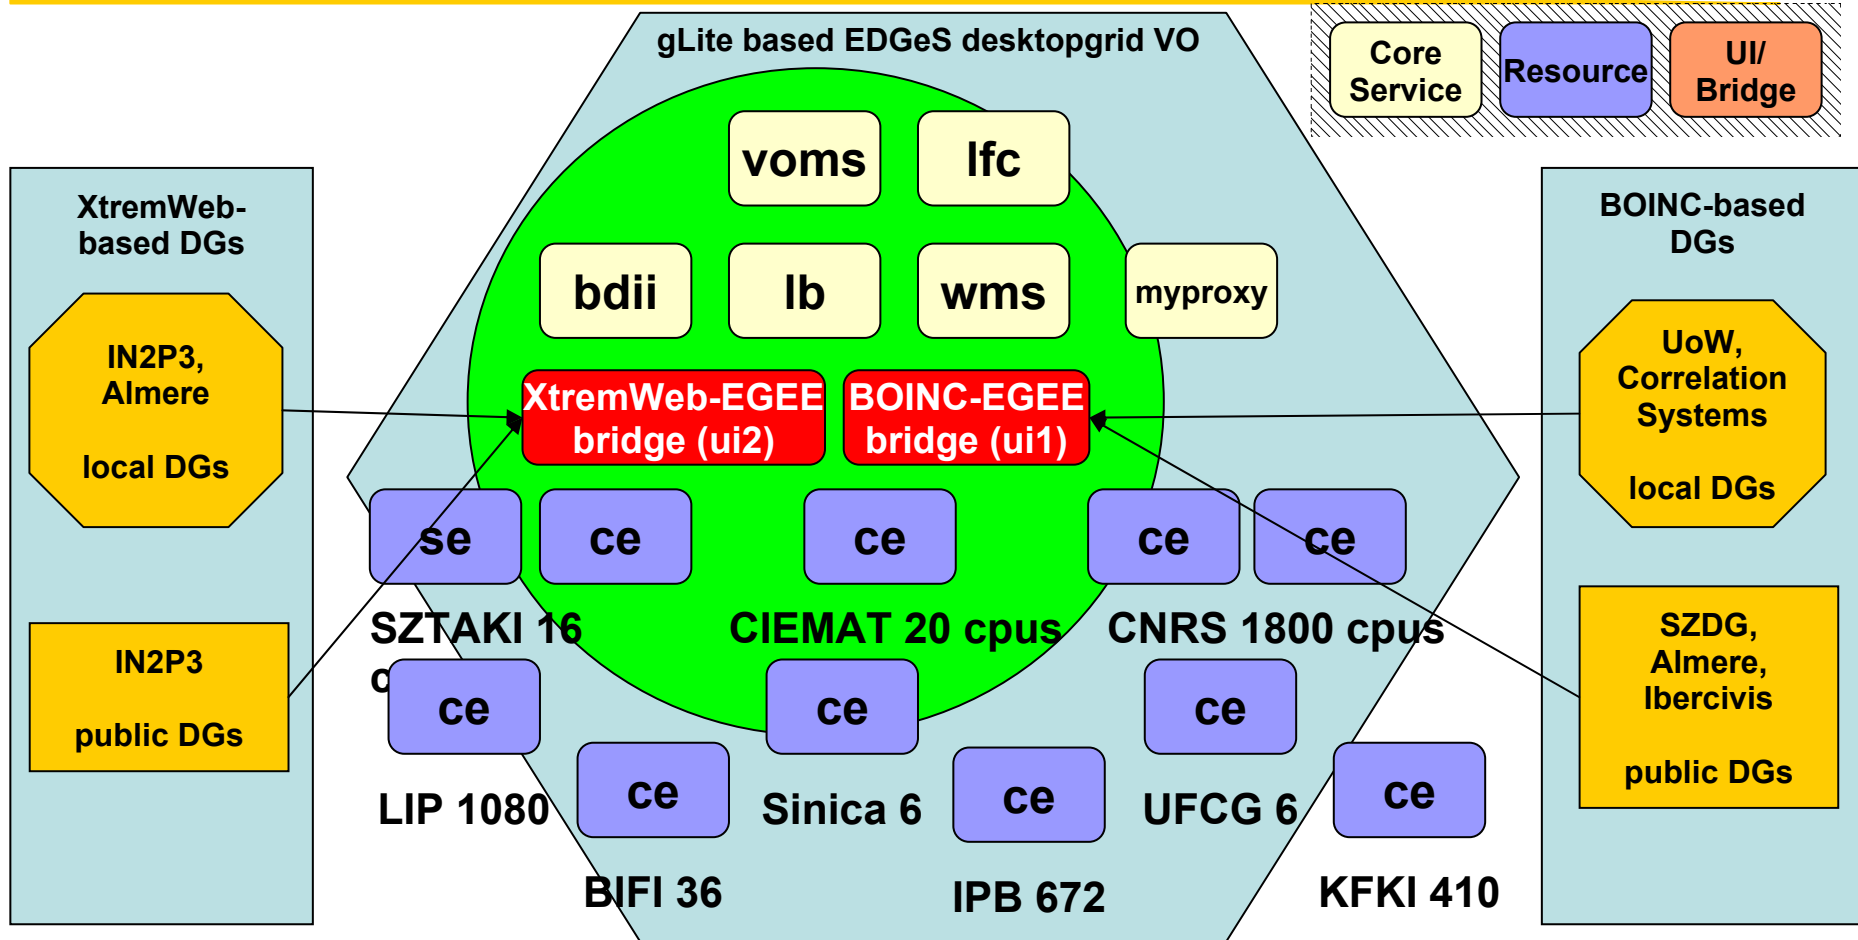 gLite based EDGeS desktopgrid VO
Core
Service
Resource
UI/
Bridge
XtremWeb-
based DGs
IN2P3,
Almere
local DGs
IN2P3
public DGs
voms
lfc
bdii
lb
wms
myproxy
XtremWeb-EGEE
bridge (ui2)
BOINC-EGEE
bridge (ui1)
se
ce
ce
ce
ce
SZTAKI 16
CIEMAT 20 cpus
CNRS 1800 cpus
ce
ce
ce
LIP 1080
ce
Sinica 6
ce
UFCG 6
ce
BIFI 36
IPB 672
KFKI 410
BOINC-based
DGs
UoW,
Correlation
Systems
local DGs
SZDG,
Almere,
Ibercivis
public DGs